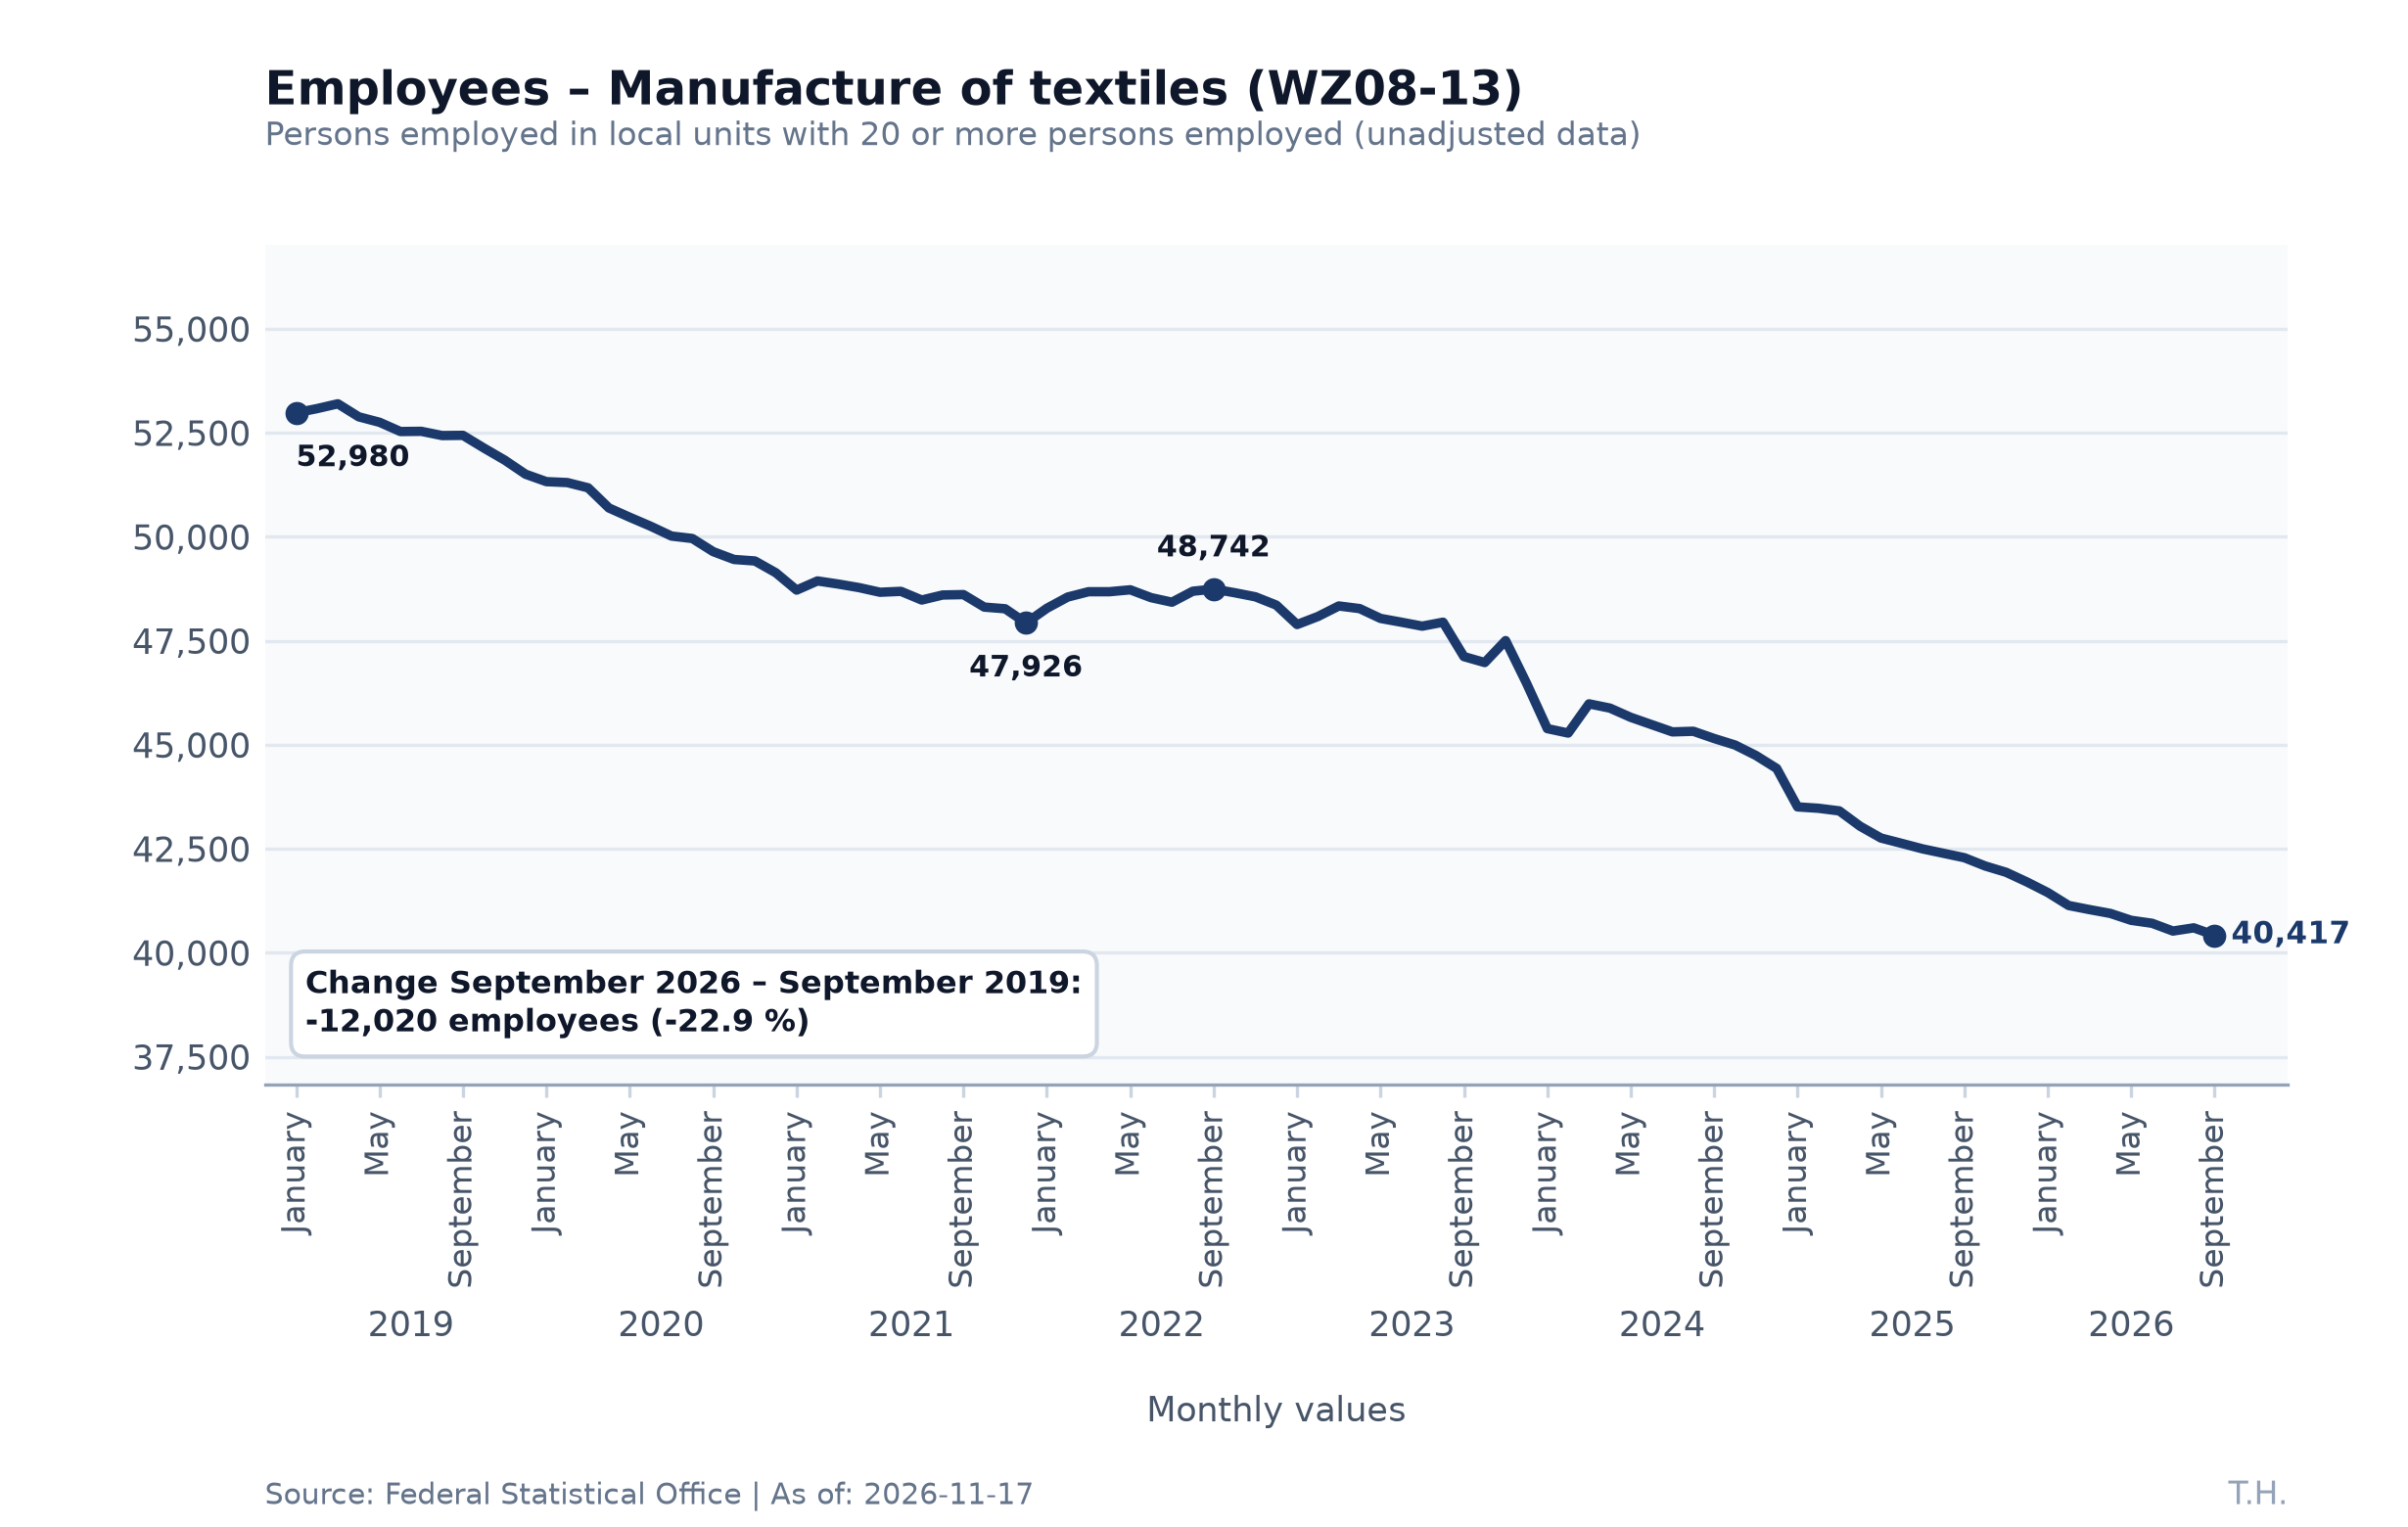 Employees – Manufacture of textiles (WZ08-13)
Persons employed in local units with 20 or more persons employed (unadjusted data)
55,000
52,500
50,000
47,500
45,000
42,500
40,000
37,500
52,980
47,926
48,742
40,417
Change September 2026 – September 2019:
-12,020 employees (-22.9 %)
January
May
September
January
May
September
January
May
September
January
May
September
January
May
September
January
May
September
January
May
September
January
May
September
2019
2020
2021
2022
2023
2024
2025
2026
Monthly values
Source: Federal Statistical Office | As of: 2026-11-17
T.H.